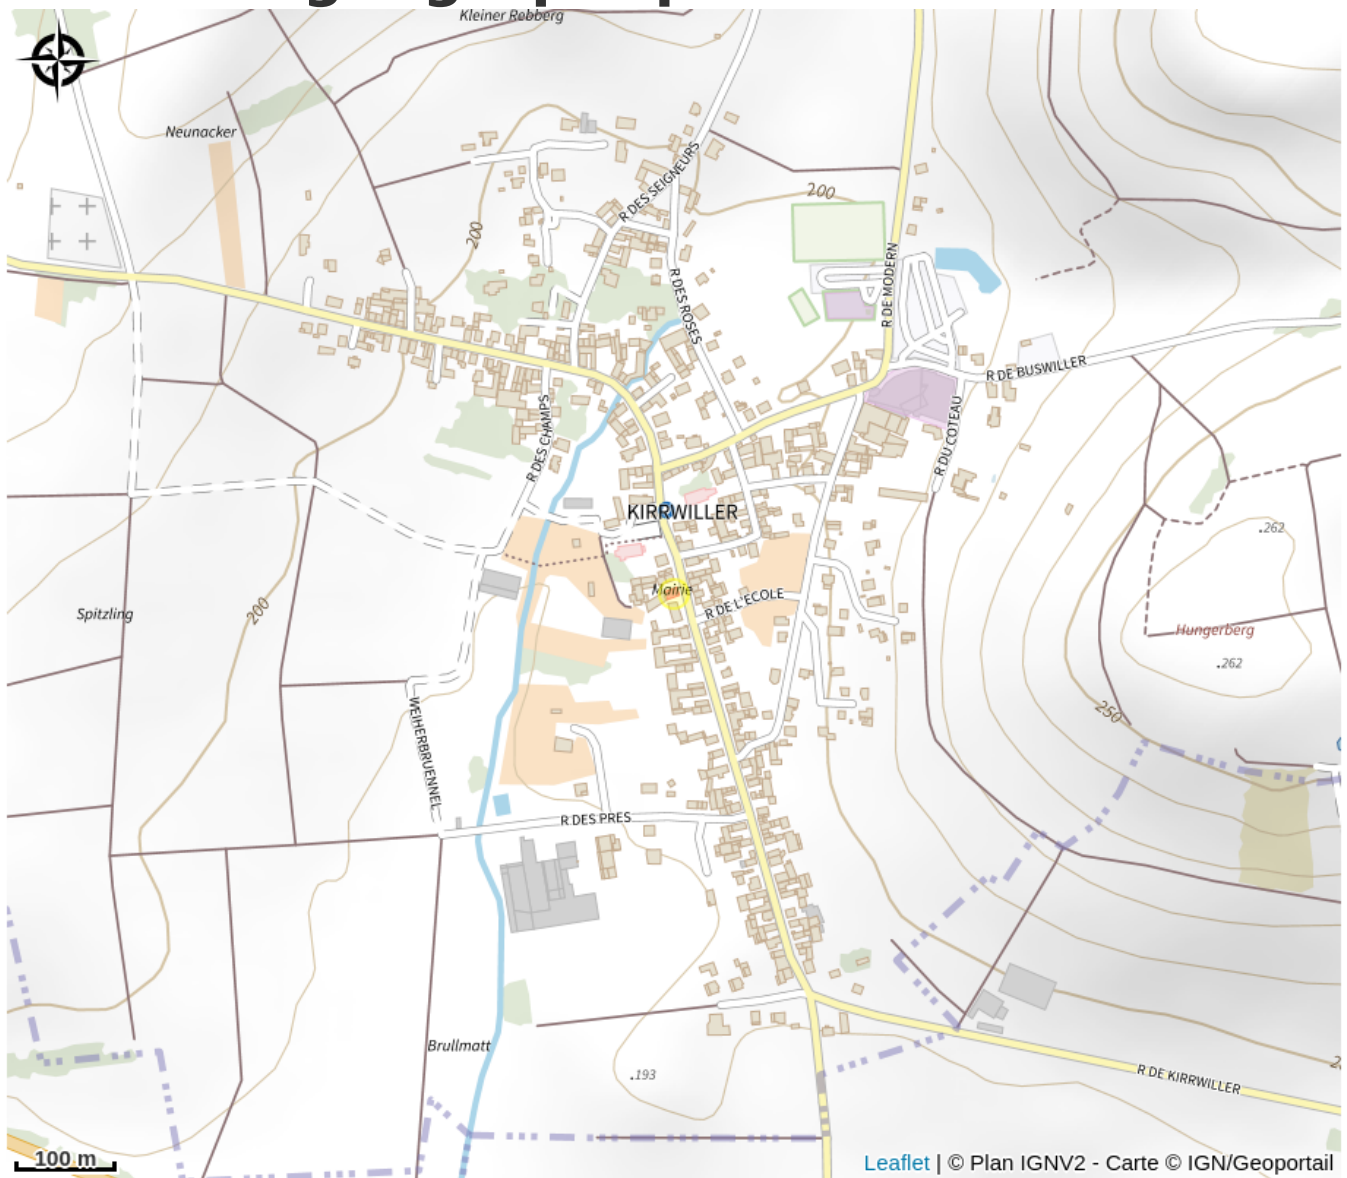 Kleiner Rebberg
Neunacker
R DES SEIGNEURS
200
200
R DES ROSES
R DE MODERN
R DE BUSWILLER
R DES CHAMPS
R DU COTEAU
KIRRWILLER
.262
Mairie
R DE L'ECOLE
200
Spitzling
Hungerberg
.262
WEIHERBRUENNEL
250
R DES PRES
Brullmatt
.193
R DE KIRRWILLER
100 m
Leaflet | © Plan IGNV2 - Carte © IGN/Geoportail